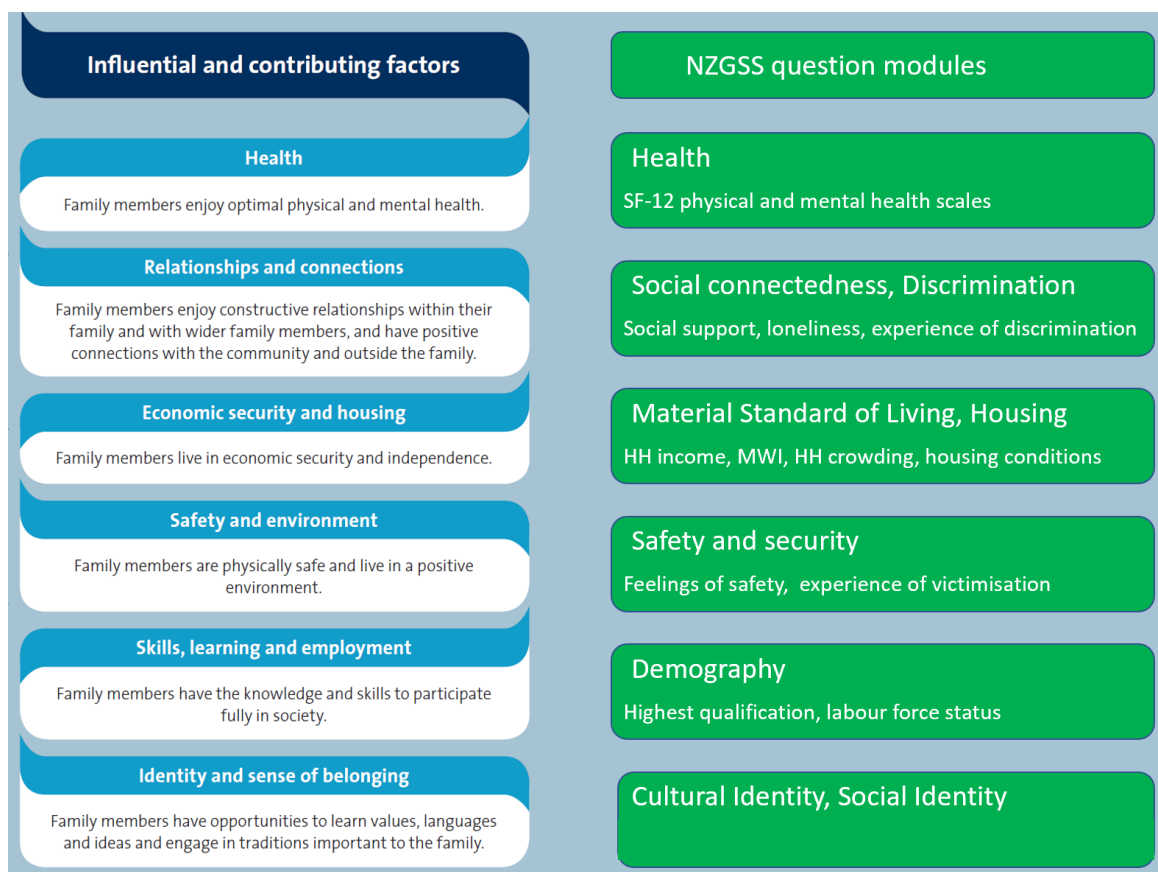 Influential and contributing factors
Health
Family members enjoy optimal physical and mental health.
Relationships and connections
Family members enjoy constructive relationships within their
family and with wider family members, and have positive
connections with the community and outside the family.
Economic security and housing
Family members live in economic security and independence.
Safety and environment
Family members are physically safe and live in a positive
environment.
Skills, learning and employment
Family members have the knowledge and skills to participate
fully in society.
Identity and sense of belonging
Family members have opportunities to learn values, languages
and ideas and engage in traditions important to the family.
NZGSS question modules
Health
SF-12 physical and mental health scales
Social connectedness, Discrimination
Social support, loneliness, experience of discrimination
Material Standard of Living, Housing
HH income, MWI, HH crowding, housing conditions
Safety and security
Feelings of safety,  experience of victimisation
Demography
Highest qualification, labour force status
Cultural Identity, Social Identity